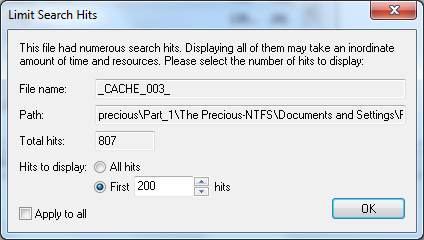 Limit Search Hits
This file had numerous search hits. Displaying all of them may take an inordinate
amount of time and resources. Please select the number of hits to display:
File name: _CACHE_003_
Path: precious\Part_1\The Precious-NTFS\Documents and Settings\F
Total hits: 807
Hits to display: All hits
First 200 hits
Apply to all OK